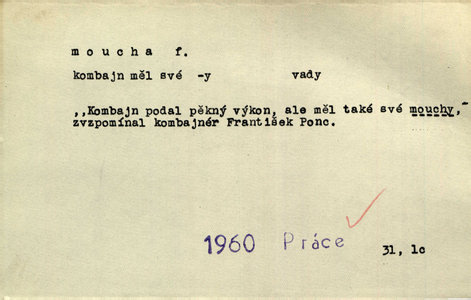 moucha f.
kombajn měl své -y vady
,,Kombajn podal pěkný výkon, ale měl také své mouchy,"
zvzpomínal kombajnér František Ponc.
1960 Práce 31, 1c